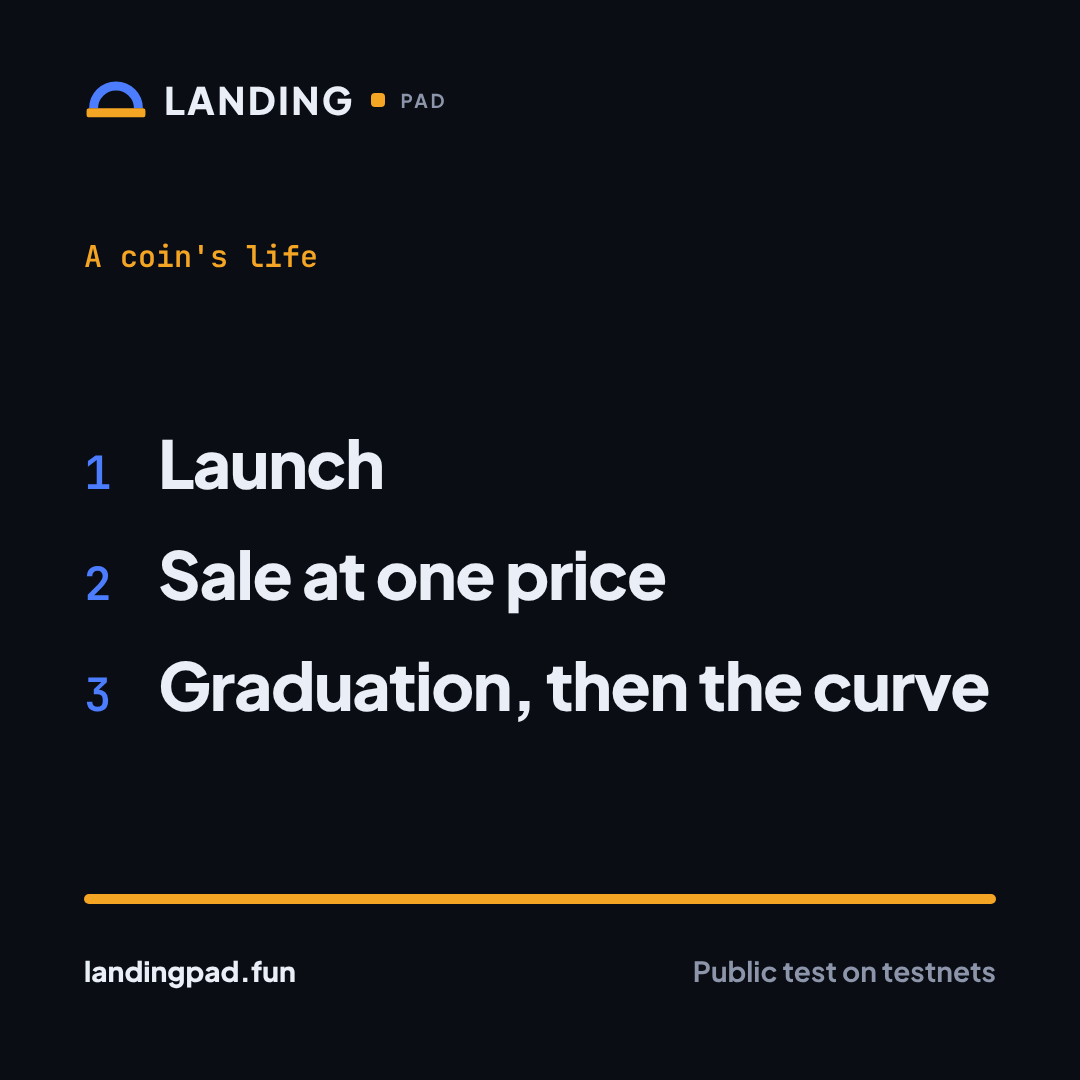 LANDING PAD
A coin's life
1 Launch
2 Sale at one price
3 Graduation, then the curve
landingpad.fun
Public test on testnets